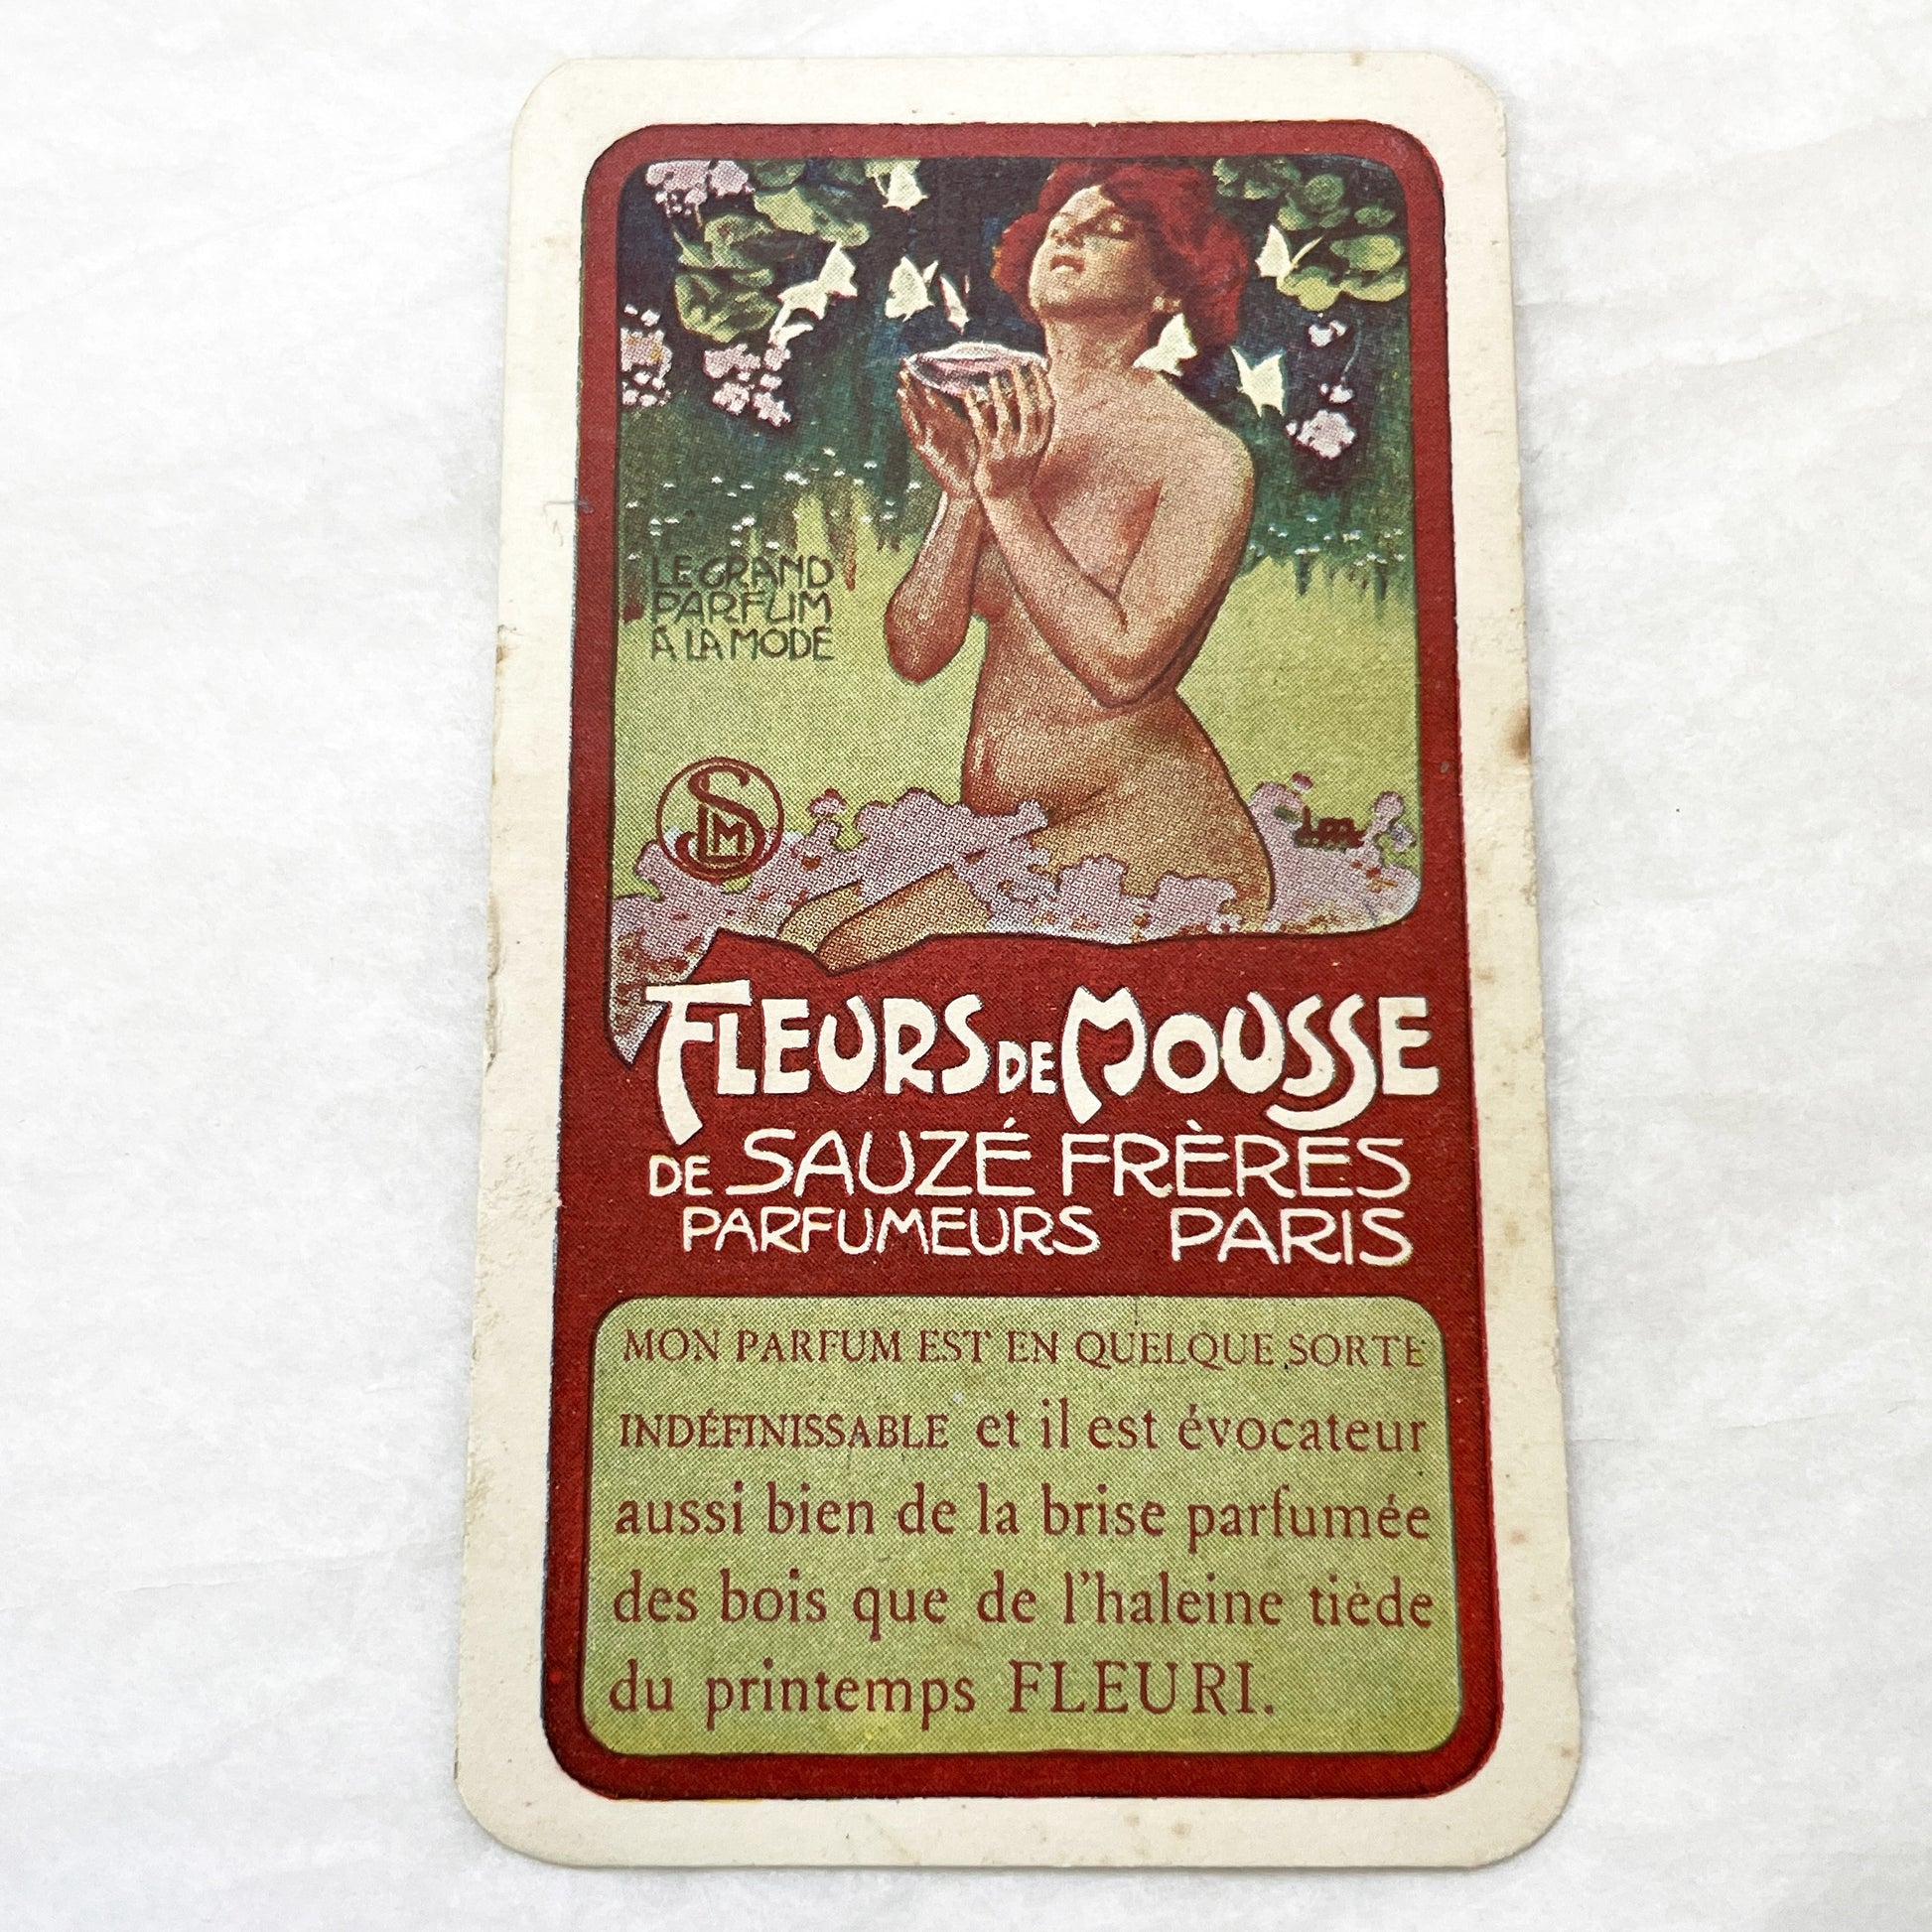 LE GRAND
PARFUM
À LA MODE
SLM
FLEURS DE MOUSSE
DE SAUZÉ FRÈRES
PARFUMEURS PARIS
MON PARFUM EST EN QUELQUE SORTE
INDÉFINISSABLE et il est évocateur
aussi bien de la brise parfumée
des bois que de l'haleine tiède
du printemps FLEURI.